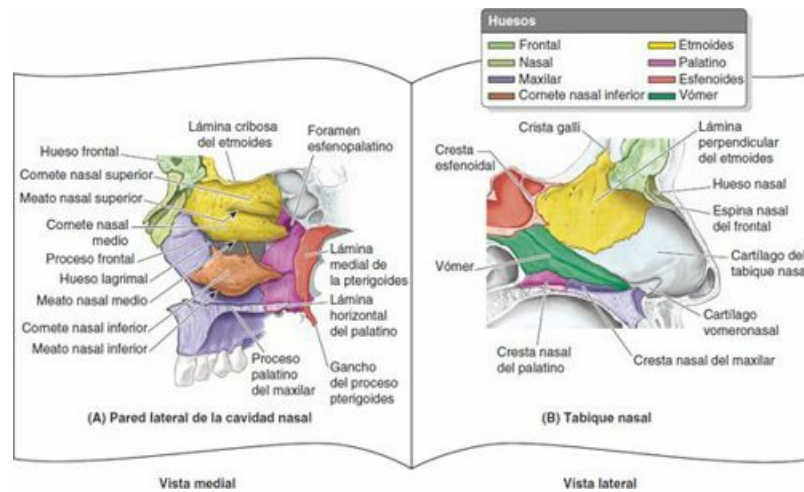 Huesos
Frontal
Nasal
Maxilar
Cornete nasal inferior
Etmoides
Palatino
Esfenoides
Vómer
Lámina cribosa
del etmoides
Foramen
esfenopalatino
Hueso frontal
Cornete nasal superior
Meato nasal superior
Cornete nasal
medio
Proceso frontal
Hueso lagrimal
Meato nasal medio
Cornete nasal inferior
Meato nasal inferior
Lámina
medial de
la pterigoides
Lámina
horizontal
del palatino
Proceso
palatino
del maxilar
Gancho
del proceso
pterigoides
(A) Pared lateral de la cavidad nasal
Vista medial
Crista galli
Cresta
esfenoidal
Lámina
perpendicular
del etmoides
Hueso nasal
Espina nasal
del frontal
Vómer
Cartílago del
tabique nasal
Cartílago
vomeronasal
Cresta nasal
del palatino
Cresta nasal del maxilar
(B) Tabique nasal
Vista lateral